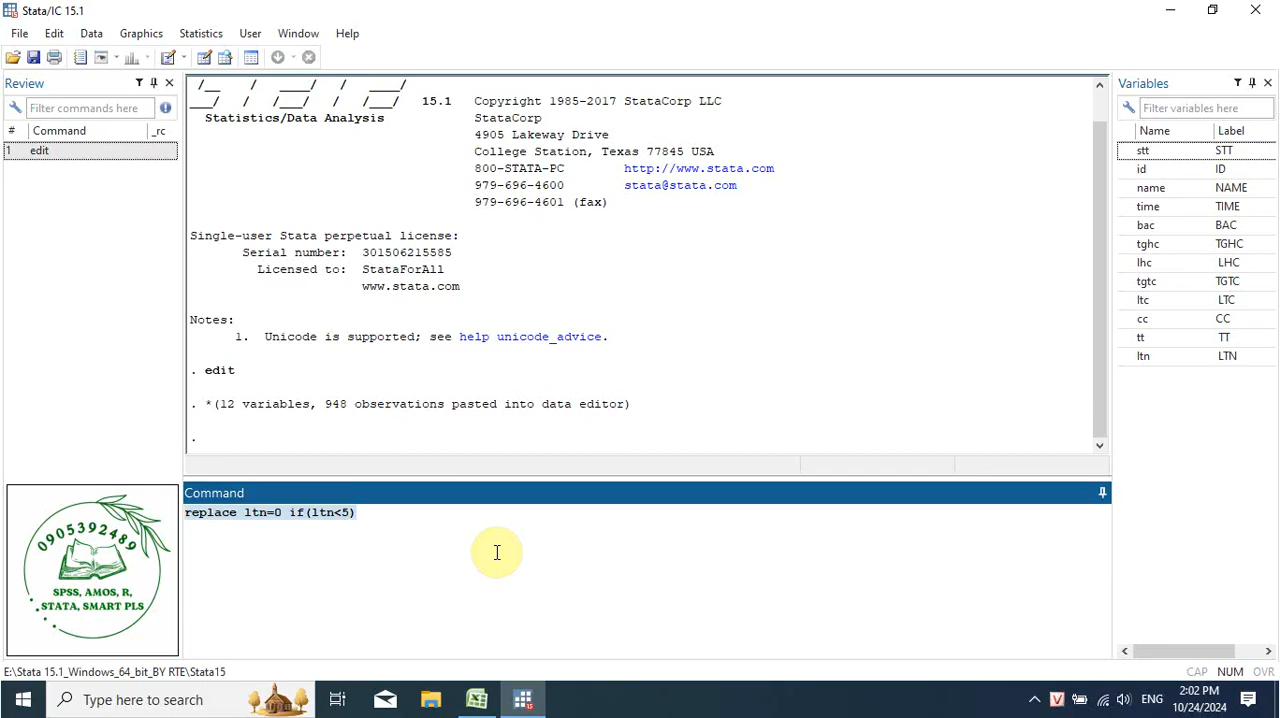 Stata/IC 15.1
File Edit Data Graphics Statistics User Window Help
Review
Filter commands here
# Command _rc
1 edit
15.1 Copyright 1985-2017 StataCorp LLC
Statistics/Data Analysis StataCorp
4905 Lakeway Drive
College Station, Texas 77845 USA
800-STATA-PC http://www.stata.com
979-696-4600 stata@stata.com
979-696-4601 (fax)
Single-user Stata perpetual license:
Serial number: 301506215585
Licensed to: StataForAll
www.stata.com
Notes:
1. Unicode is supported; see help unicode_advice.
. edit
. *(12 variables, 948 observations pasted into data editor)
.
Command
replace ltn=0 if(ltn<5)
Variables
Filter variables here
Name Label
stt STT
id ID
name NAME
time TIME
bac BAC
tghc TGHC
lhc LHC
tgtc TGTC
ltc LTC
cc CC
tt TT
ltn LTN
0905392489
SPSS, AMOS, R,
STATA, SMART PLS
E:\Stata 15.1_Windows_64_bit_BY RTE\Stata15
CAP NUM OVR
Type here to search
V
ENG
2:02 PM
10/24/2024